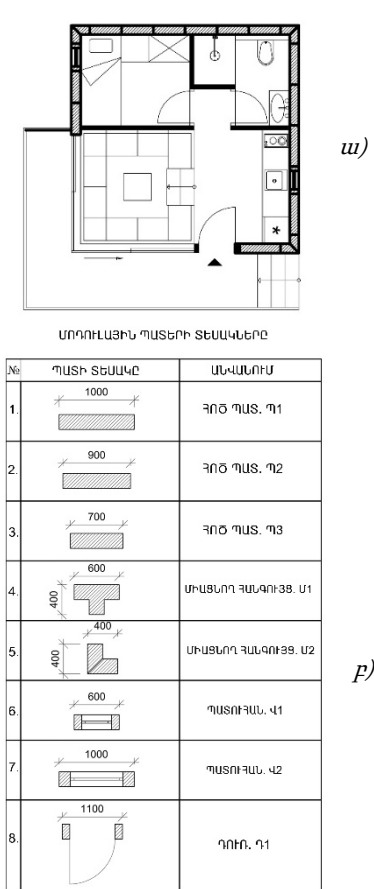 ա)
ՄՈԴՈՒԼԱՅԻՆ ՊԱՏԵՐԻ ՏԵՍԱԿՆԵՐԸ
№ ՊԱՏԻ ՏԵՍԱԿԸ ԱՆՎԱՆՈՒՄ
1. 1000 ՀՈԾ ՊԱՏ. Պ1
2. 900 ՀՈԾ ՊԱՏ. Պ2
3. 700 ՀՈԾ ՊԱՏ. Պ3
4. 600 400 ՄԻԱՑՆՈՂ ՀԱՆԳՈՒՅՑ. Մ1
5. 400 400 ՄԻԱՑՆՈՂ ՀԱՆԳՈՒՅՑ. Մ2
բ)
6. 600 ՊԱՏՈՒՀԱՆ. Վ1
7. 1000 ՊԱՏՈՒՀԱՆ. Վ2
8. 1100 ԴՈՒՌ. Դ1